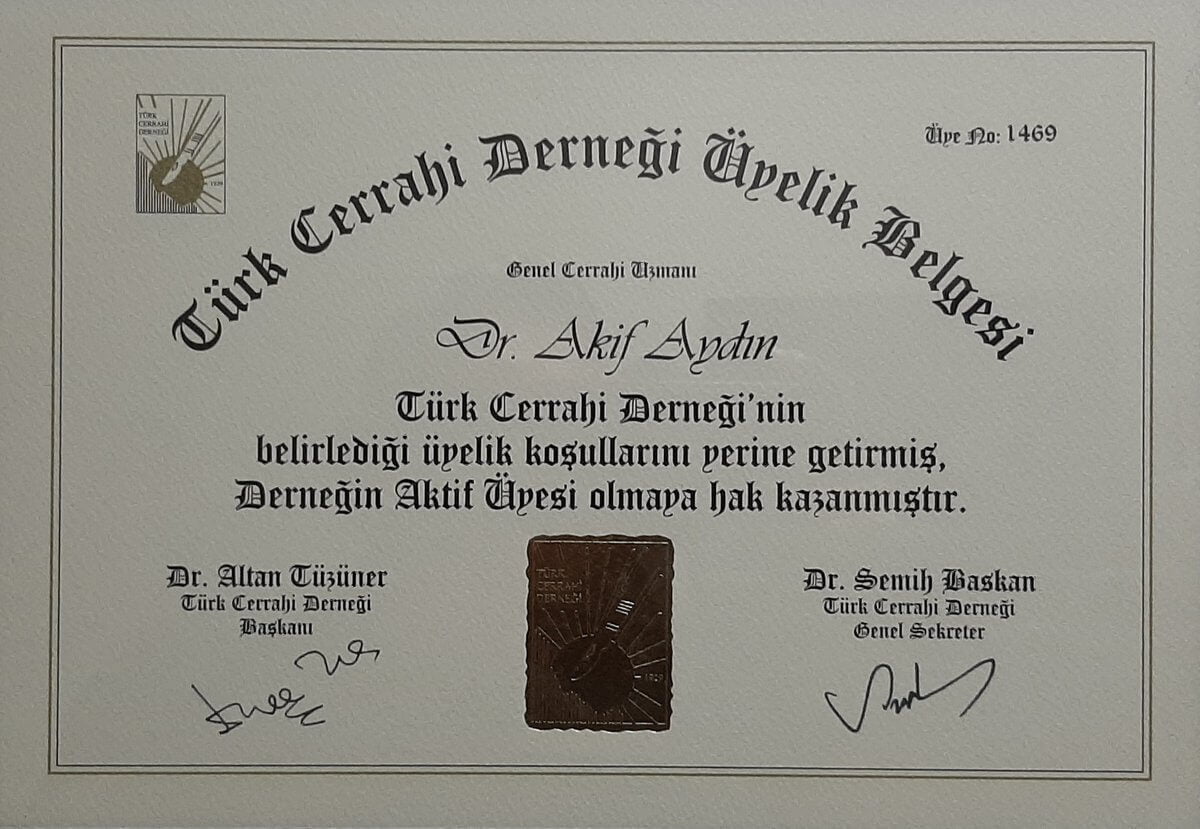 TÜRK
CERRAHİ
DERNEĞİ
1929
Üye No: 1469
Türk Cerrahi Derneği Üyelik Belgesi
Genel Cerrahi Uzmanı
Dr. Akif Aydın
Türk Cerrahi Derneği'nin
belirlediği üyelik koşullarını yerine getirmiş,
Derneğin Aktif Üyesi olmaya hak kazanmıştır.
Dr. Altan Tüzüner
Türk Cerrahi Derneği
Başkanı
TÜRK
CERRAHİ
DERNEĞİ
1929
Dr. Semih Baskan
Türk Cerrahi Derneği
Genel Sekreter